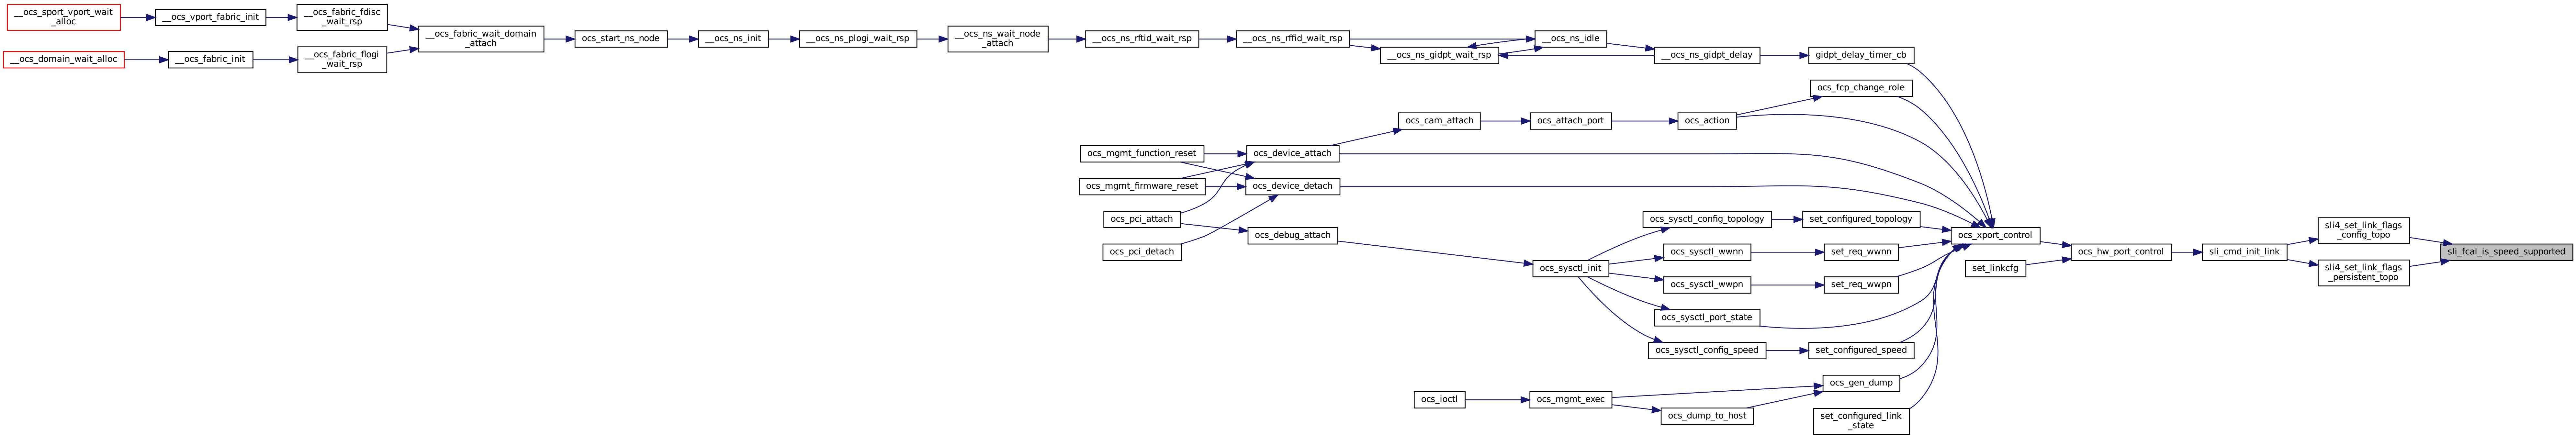 __ocs_sport_vport_wait
_alloc
__ocs_vport_fabric_init
__ocs_fabric_fdisc
_wait_rsp
__ocs_domain_wait_alloc
__ocs_fabric_init
__ocs_fabric_flogi
_wait_rsp
__ocs_fabric_wait_domain
_attach
ocs_start_ns_node
__ocs_ns_init
__ocs_ns_plogi_wait_rsp
__ocs_ns_wait_node
_attach
__ocs_ns_rftid_wait_rsp
__ocs_ns_rffid_wait_rsp
__ocs_ns_gidpt_wait_rsp
__ocs_ns_idle
__ocs_ns_gidpt_delay
gidpt_delay_timer_cb
ocs_fcp_change_role
ocs_cam_attach
ocs_attach_port
ocs_action
ocs_mgmt_function_reset
ocs_device_attach
ocs_mgmt_firmware_reset
ocs_device_detach
ocs_pci_attach
ocs_debug_attach
ocs_pci_detach
ocs_sysctl_init
ocs_sysctl_config_topology
set_configured_topology
ocs_sysctl_wwnn
set_req_wwnn
ocs_sysctl_wwpn
set_req_wwpn
ocs_sysctl_port_state
ocs_sysctl_config_speed
set_configured_speed
ocs_gen_dump
ocs_ioctl
ocs_mgmt_exec
ocs_dump_to_host
set_configured_link
_state
ocs_xport_control
set_linkcfg
ocs_hw_port_control
sli_cmd_init_link
sli4_set_link_flags
_config_topo
sli4_set_link_flags
_persistent_topo
sli_fcal_is_speed_supported